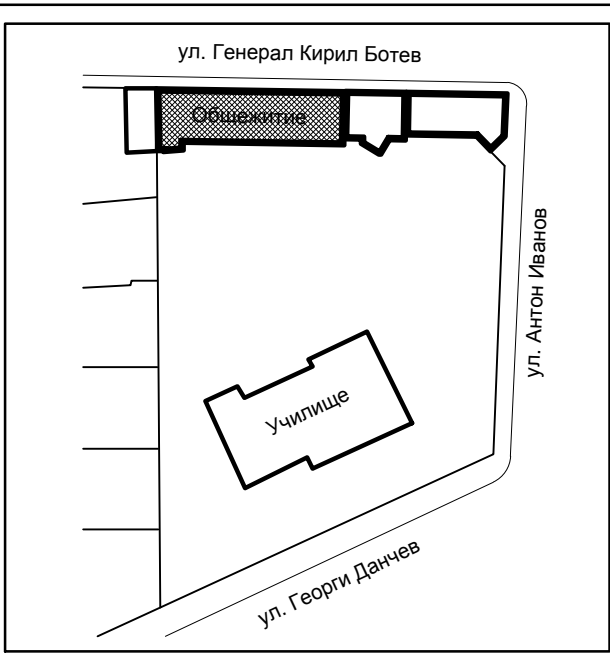 ул. Генерал Кирил Ботев
Общежитие
ул. Антон Иванов
Училище
ул. Георги Данчев